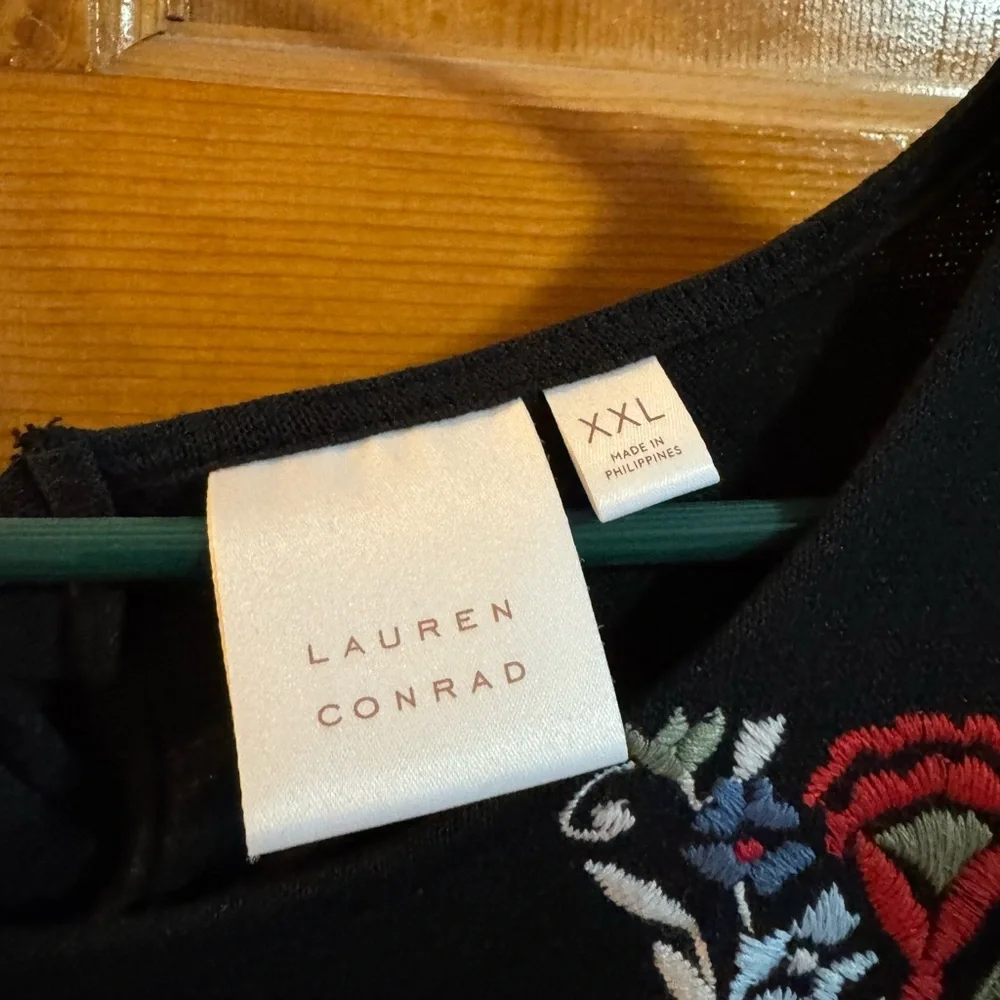 XXL
MADE IN
PHILIPPINES
LAUREN
CONRAD